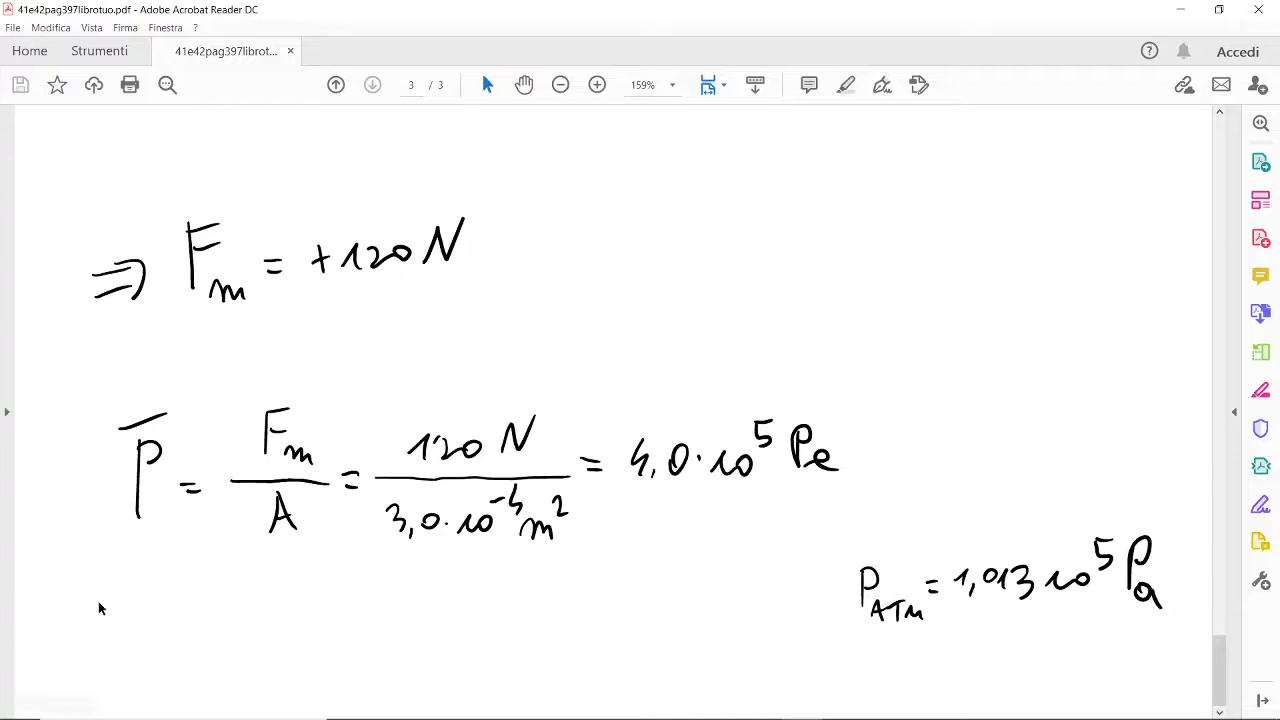 41e42pag397librotuo.pdf - Adobe Acrobat Reader DC
File Modifica Vista Firma Finestra ?
Home Strumenti 41e42pag397librot... × Accedi
3 / 3 159%
⇒ Fₘ = +120 N
P̅ = Fₘ / A = 120 N / 3,0·10⁻⁴ m² = 4,0·10⁵ Pa
P_ATM = 1,013 10⁵ Pa